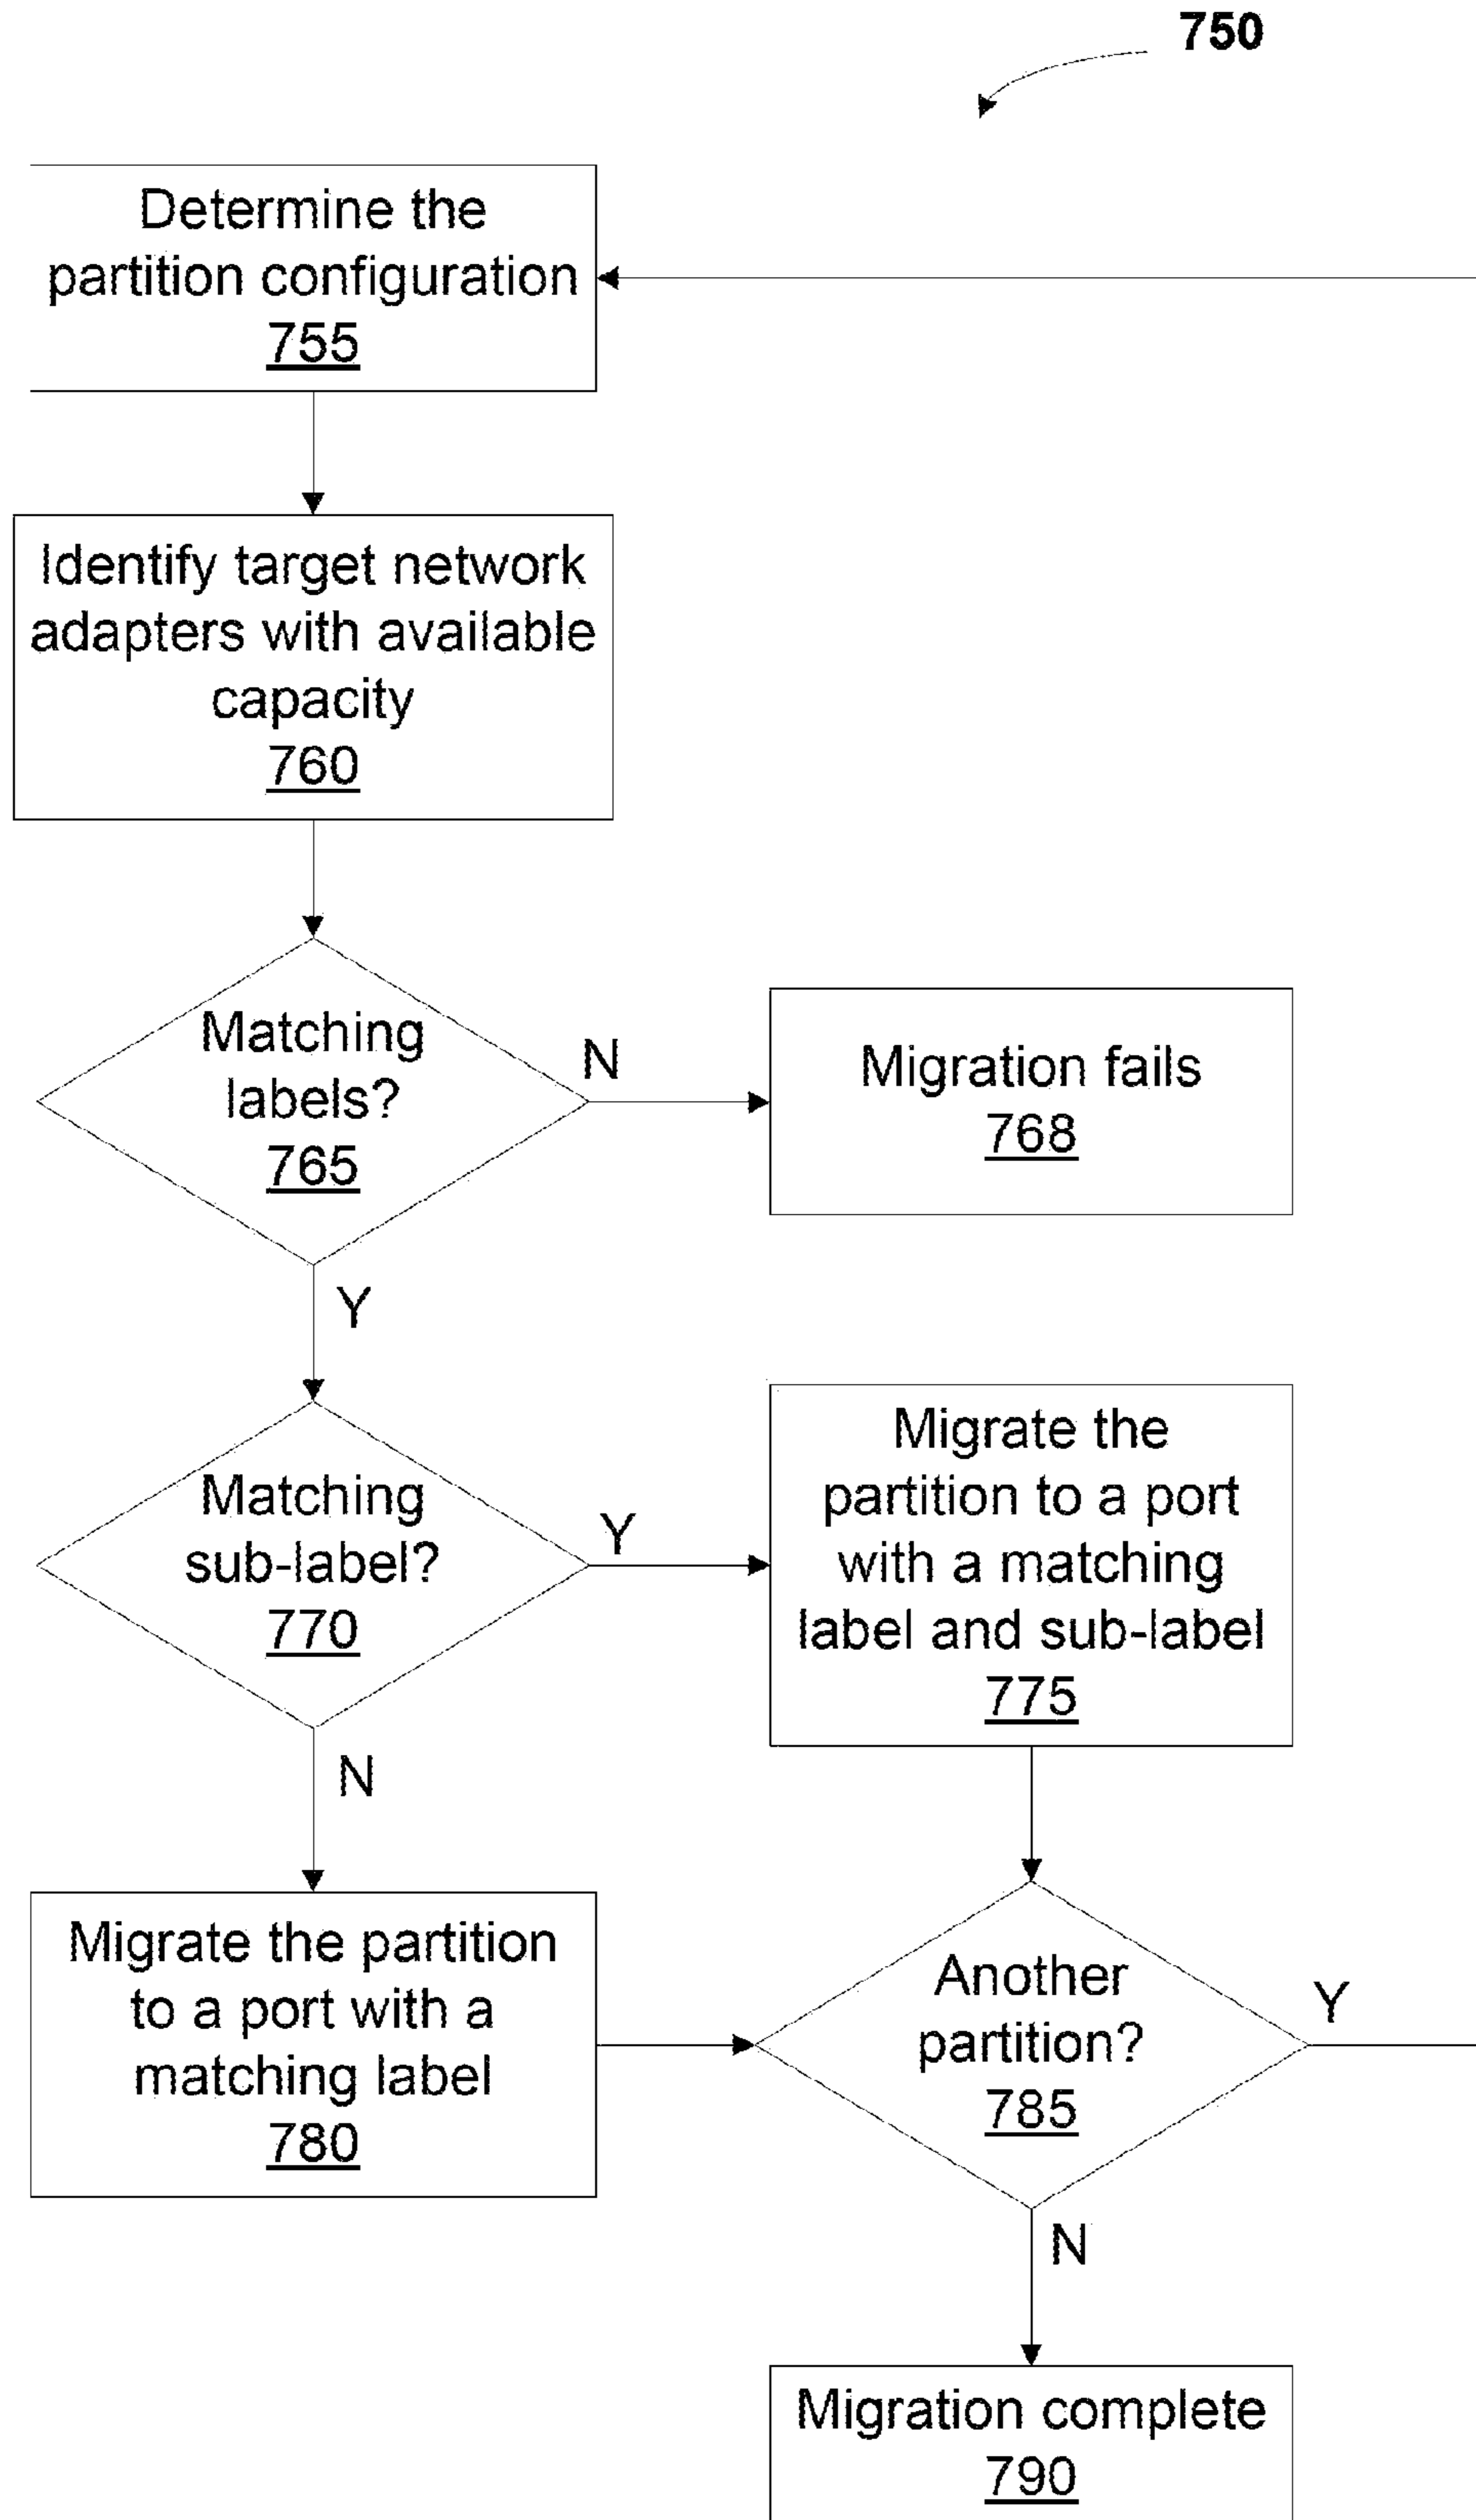 750
Determine the
partition configuration
755
Identify target network
adapters with available
capacity
760
Matching
labels?
765
N
Migration fails
768
Y
Matching
sub-label?
770
Y
Migrate the
partition to a port
with a matching
label and sub-label
775
N
Migrate the partition
to a port with a
matching label
780
Another
partition?
785
Y
N
Migration complete
790